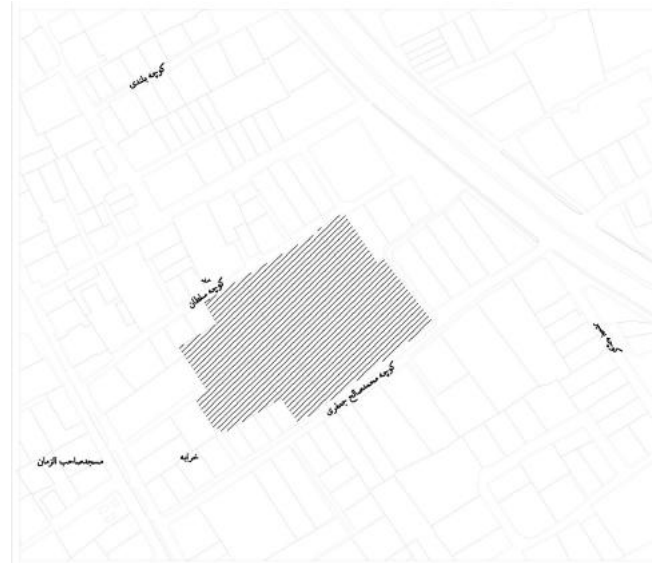 کوچه بلندی
کوچه سلطان
کوچه محمدصالح جعفری
خرابه
مسجدصاحب الزمان